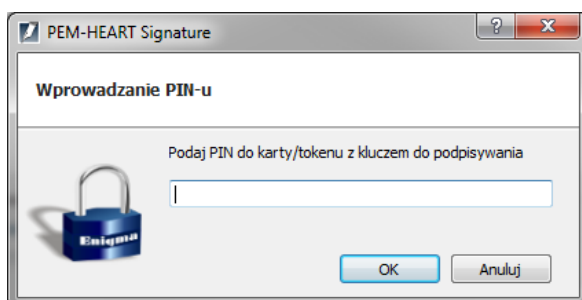 PEM-HEART Signature
Wprowadzanie PIN-u
Podaj PIN do karty/tokenu z kluczem do podpisywania
Enigma
OK Anuluj